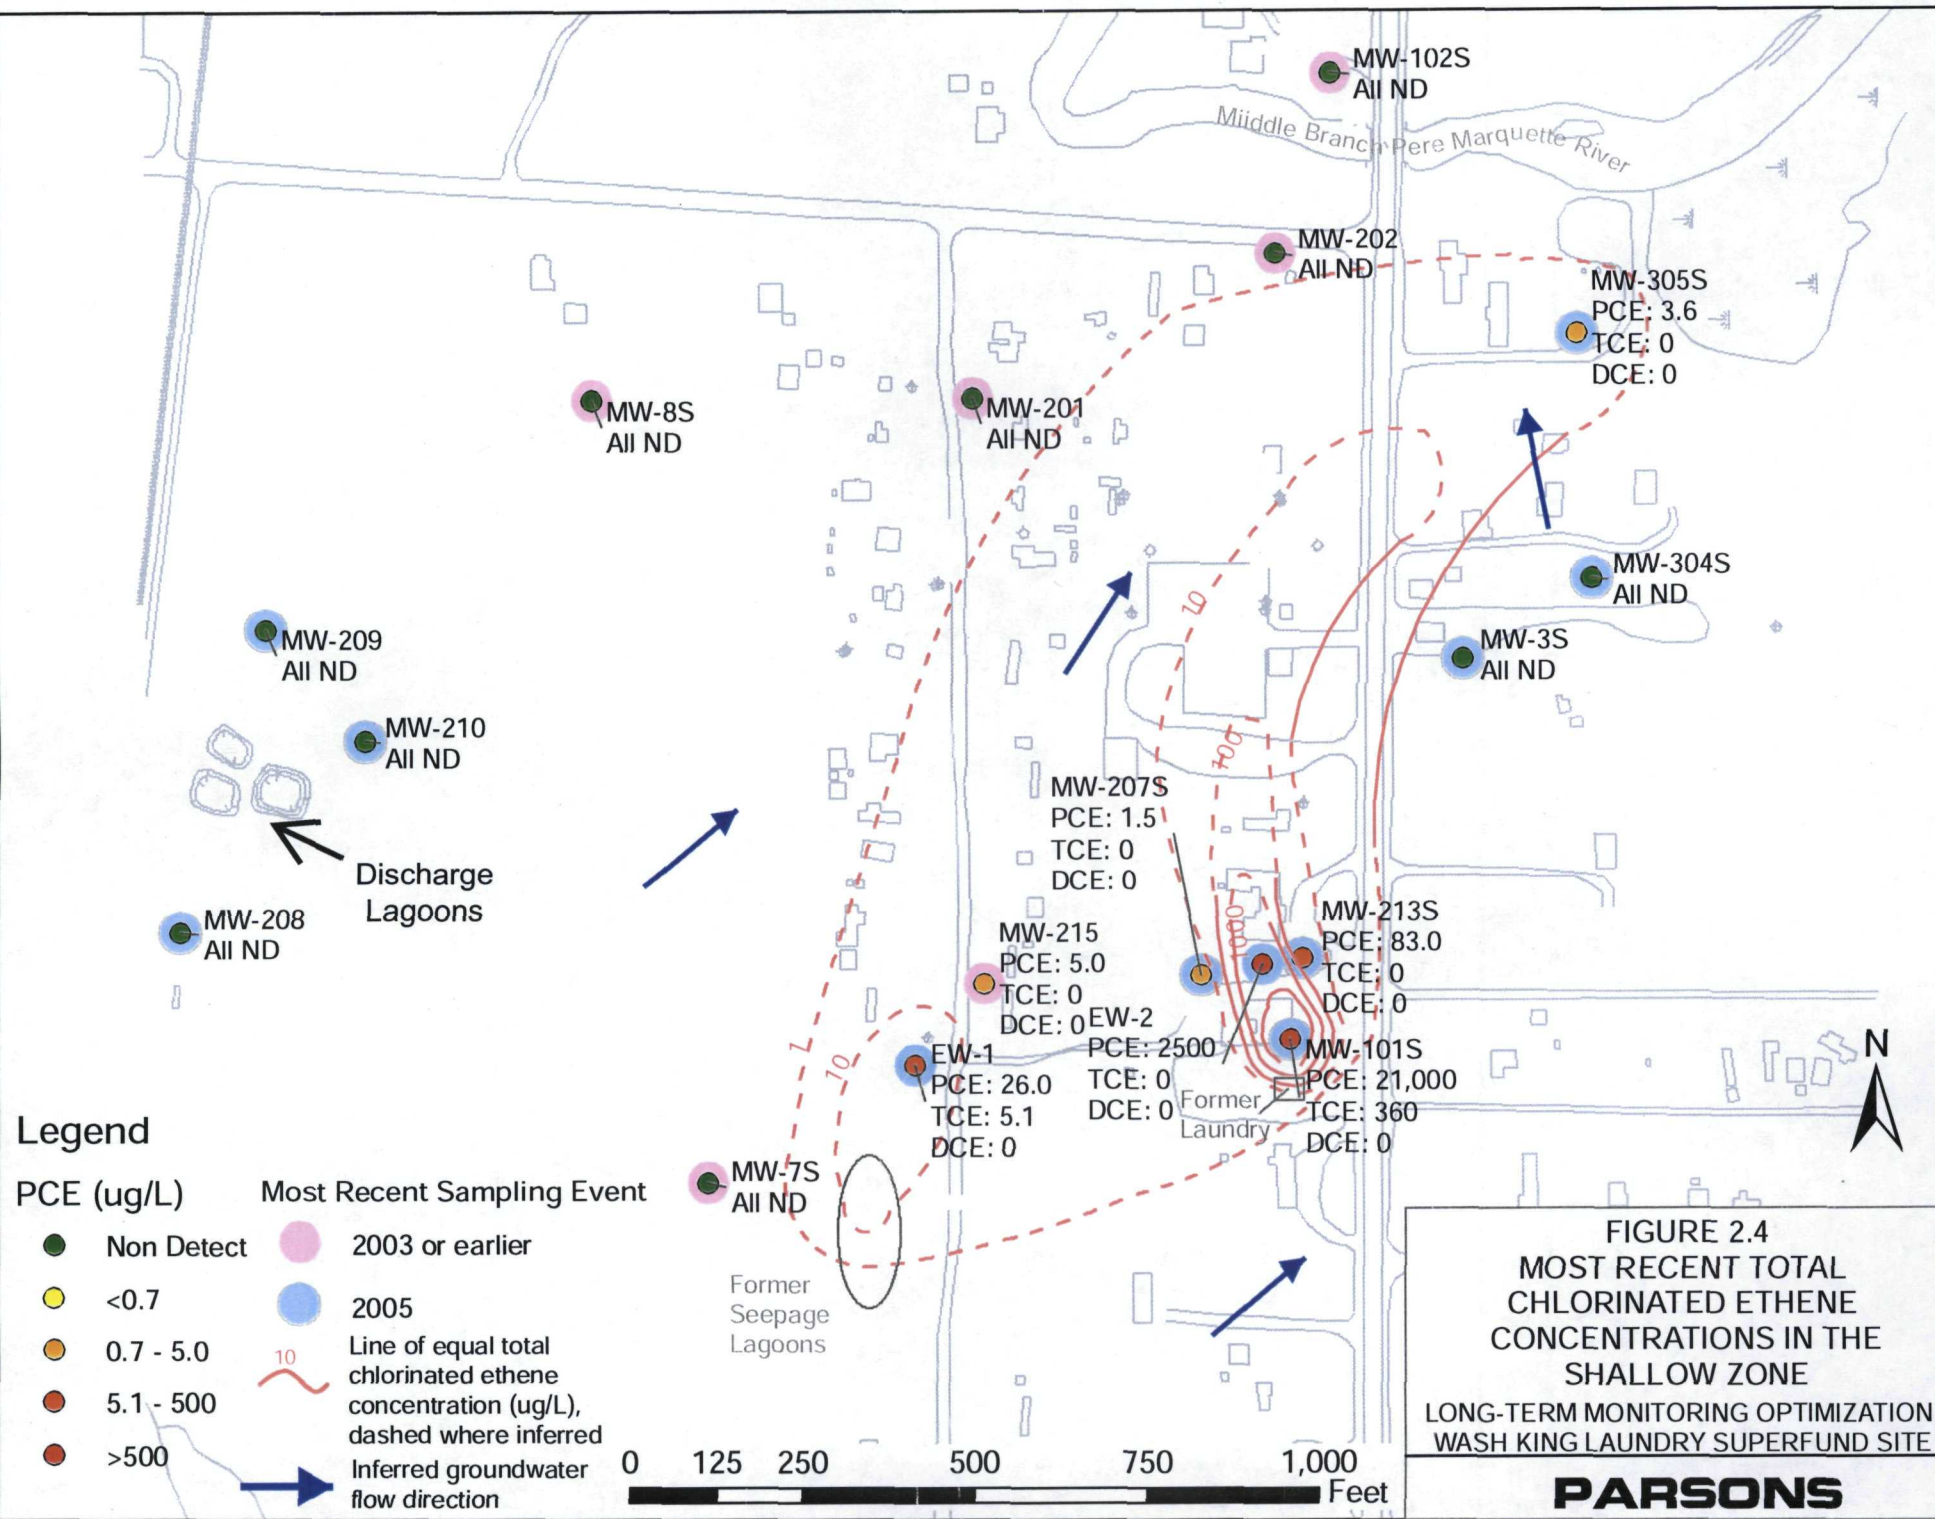 MW-102S
All ND
Miiddle Branch Pere Marquette River
MW-202
All ND
MW-305S
PCE: 3.6
TCE: 0
DCE: 0
MW-8S
All ND
MW-201
All ND
MW-304S
All ND
10
MW-3S
All ND
MW-209
All ND
MW-210
All ND
100
MW-207S
PCE: 1.5
TCE: 0
DCE: 0
Discharge
Lagoons
MW-208
All ND
1000
MW-213S
PCE: 83.0
TCE: 0
DCE: 0
MW-215
PCE: 5.0
TCE: 0
DCE: 0
EW-2
PCE: 2500
TCE: 0
DCE: 0
1
10
EW-1
PCE: 26.0
TCE: 5.1
DCE: 0
MW-101S
PCE: 21,000
TCE: 360
DCE: 0
Former
Laundry
N
MW-7S
All ND
Former
Seepage
Lagoons
Legend
PCE (ug/L)
Non Detect
<0.7
0.7 - 5.0
5.1 - 500
>500
Most Recent Sampling Event
2003 or earlier
2005
10
Line of equal total
chlorinated ethene
concentration (ug/L),
dashed where inferred
Inferred groundwater
flow direction
0 125 250 500 750 1,000
Feet
FIGURE 2.4
MOST RECENT TOTAL
CHLORINATED ETHENE
CONCENTRATIONS IN THE
SHALLOW ZONE
LONG-TERM MONITORING OPTIMIZATION
WASH KING LAUNDRY SUPERFUND SITE
PARSONS